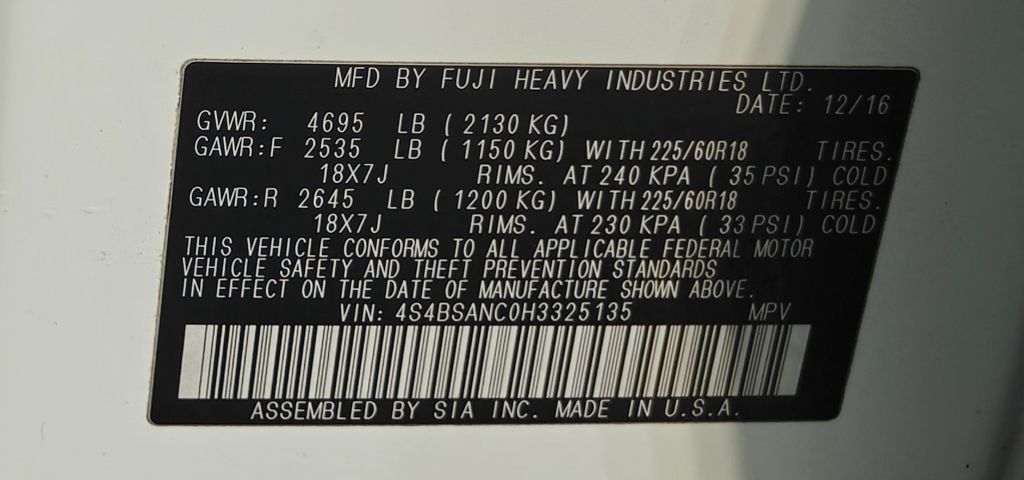 MFD BY FUJI HEAVY INDUSTRIES LTD.
DATE: 12/16
GVWR: 4695 LB (2130 KG)
GAWR:F 2535 LB (1150 KG) WITH 225/60R18 TIRES.
18X7J RIMS. AT 240 KPA (35 PSI) COLD
GAWR:R 2645 LB (1200 KG) WITH 225/60R18 TIRES.
18X7J RIMS. AT 230 KPA (33 PSI) COLD
THIS VEHICLE CONFORMS TO ALL APPLICABLE FEDERAL MOTOR
VEHICLE SAFETY AND THEFT PREVENTION STANDARDS
IN EFFECT ON THE DATE OF MANUFACTURE SHOWN ABOVE.
VIN: 4S4BSANC0H3325135 MPV
ASSEMBLED BY SIA INC. MADE IN U.S.A.